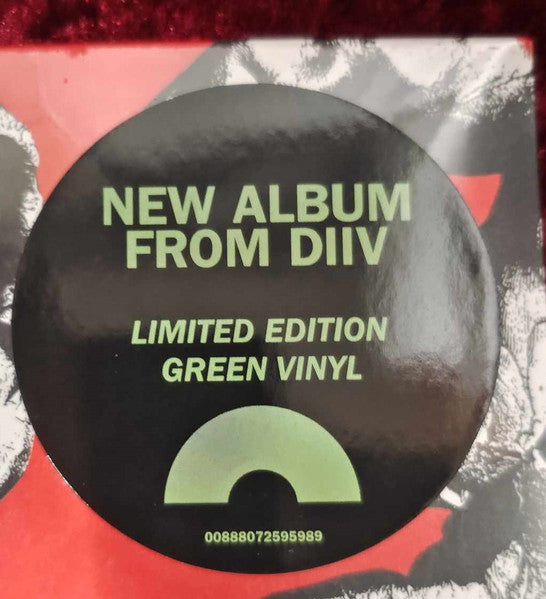 NEW ALBUM
FROM DIIV
LIMITED EDITION
GREEN VINYL
00888072595989